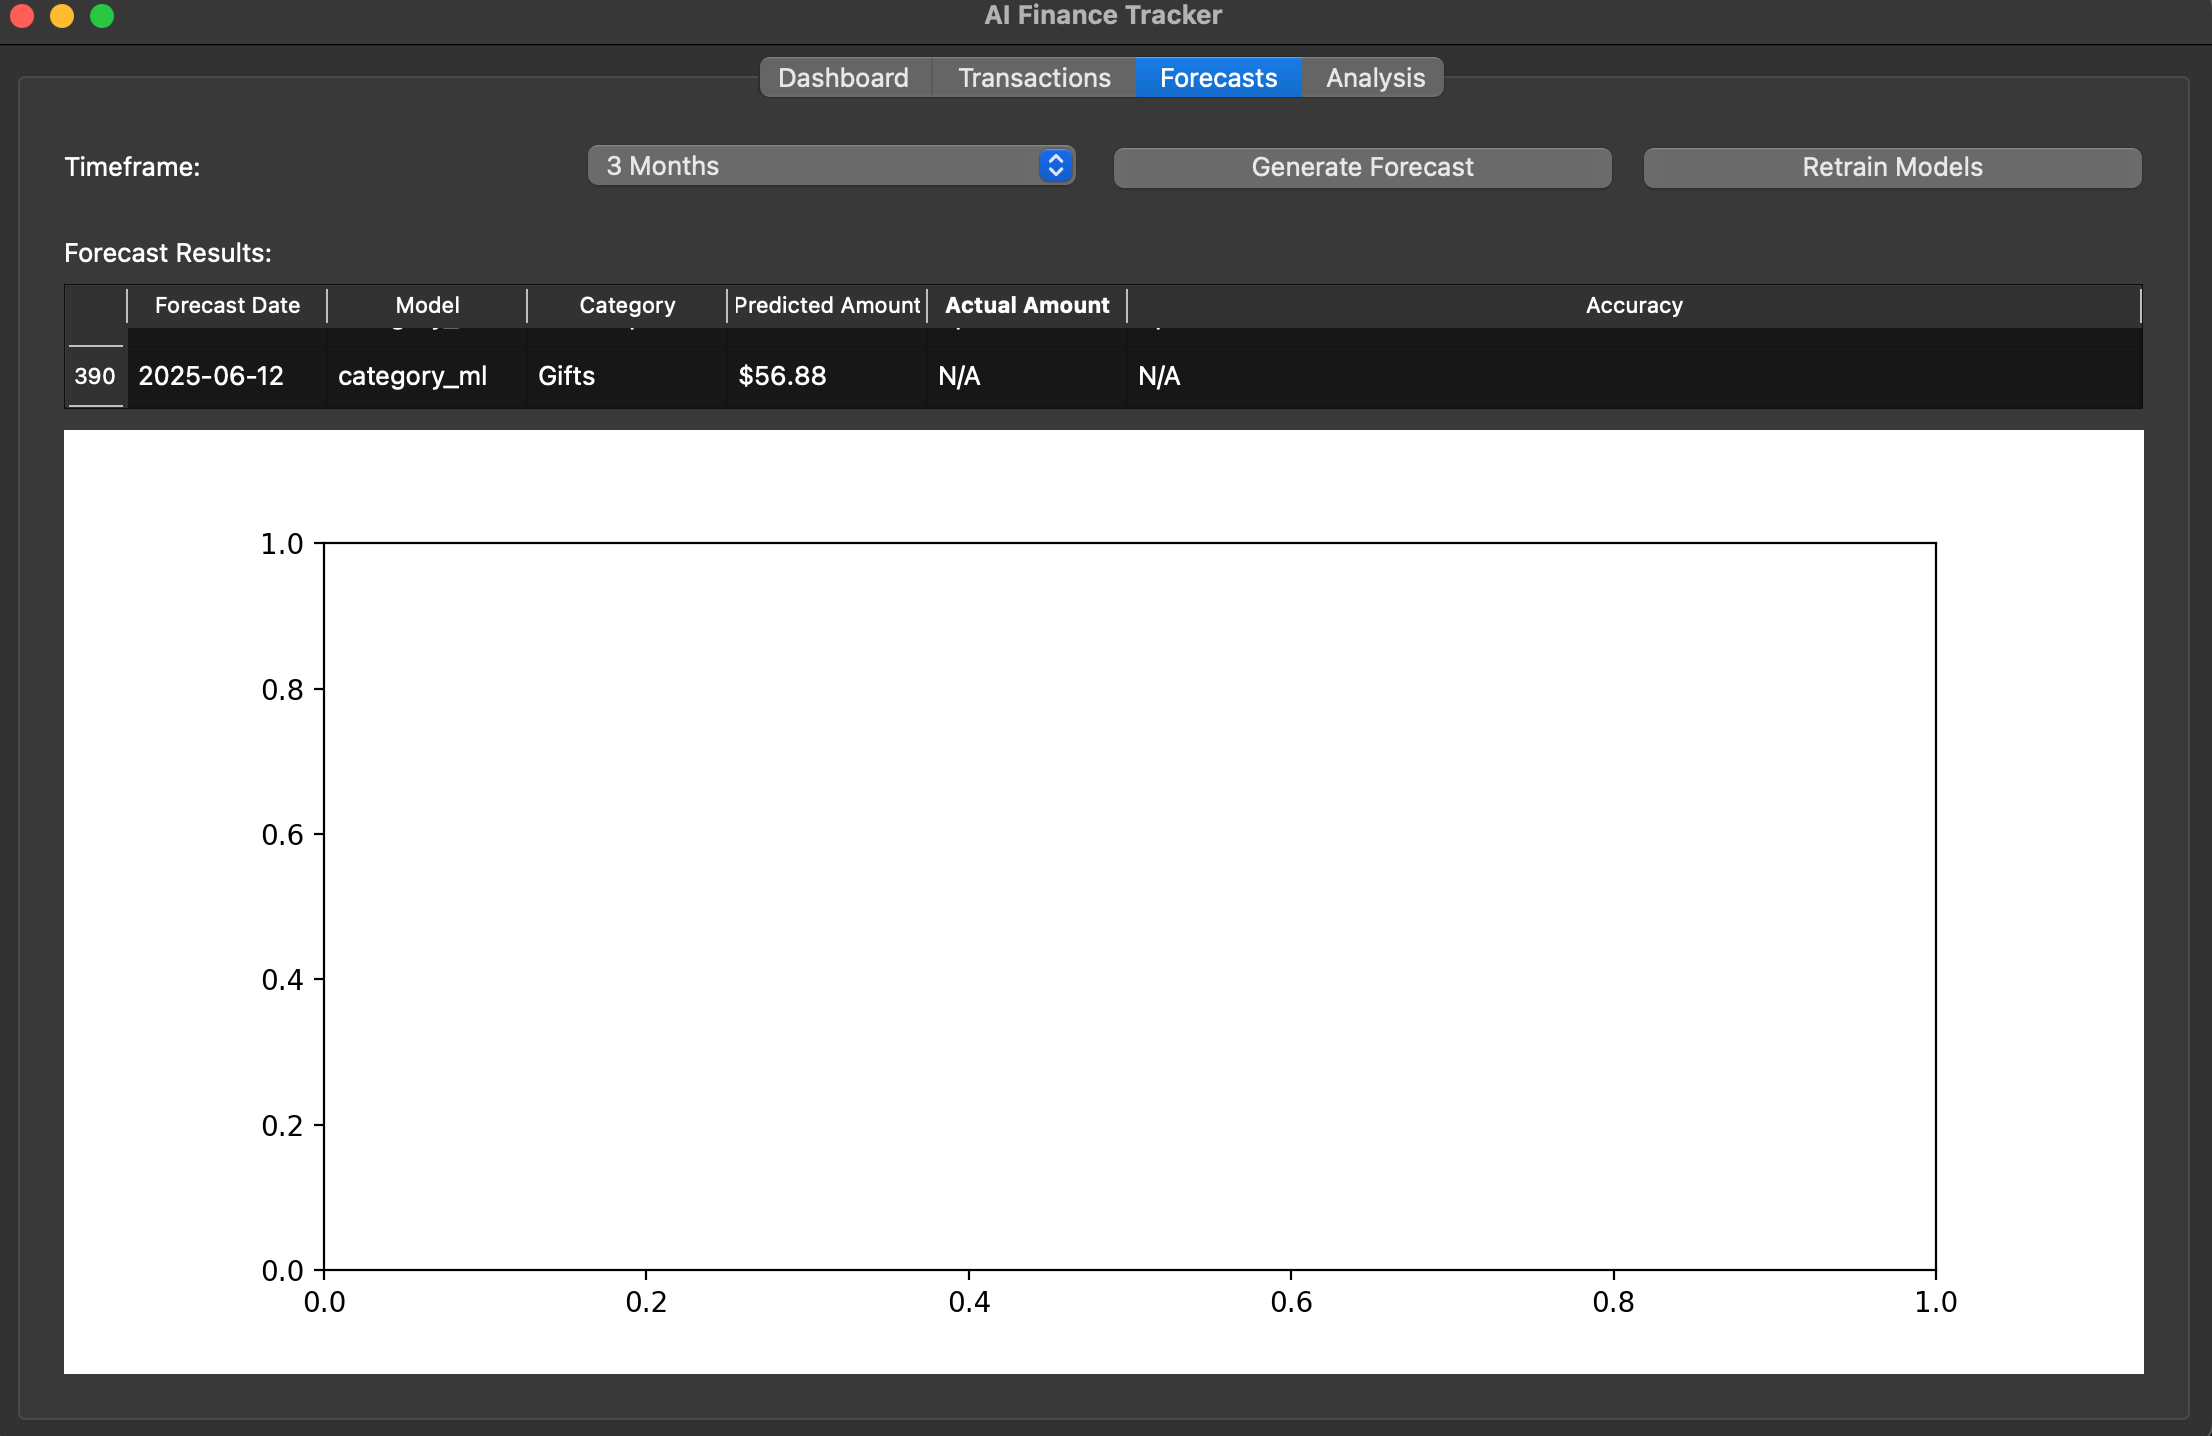 AI Finance Tracker
Dashboard Transactions Forecasts Analysis
Timeframe: 3 Months Generate Forecast Retrain Models
Forecast Results:
Forecast Date Model Category Predicted Amount Actual Amount Accuracy
390 2025-06-12 category_ml Gifts $56.88 N/A N/A
1.0
0.8
0.6
0.4
0.2
0.0
0.0 0.2 0.4 0.6 0.8 1.0